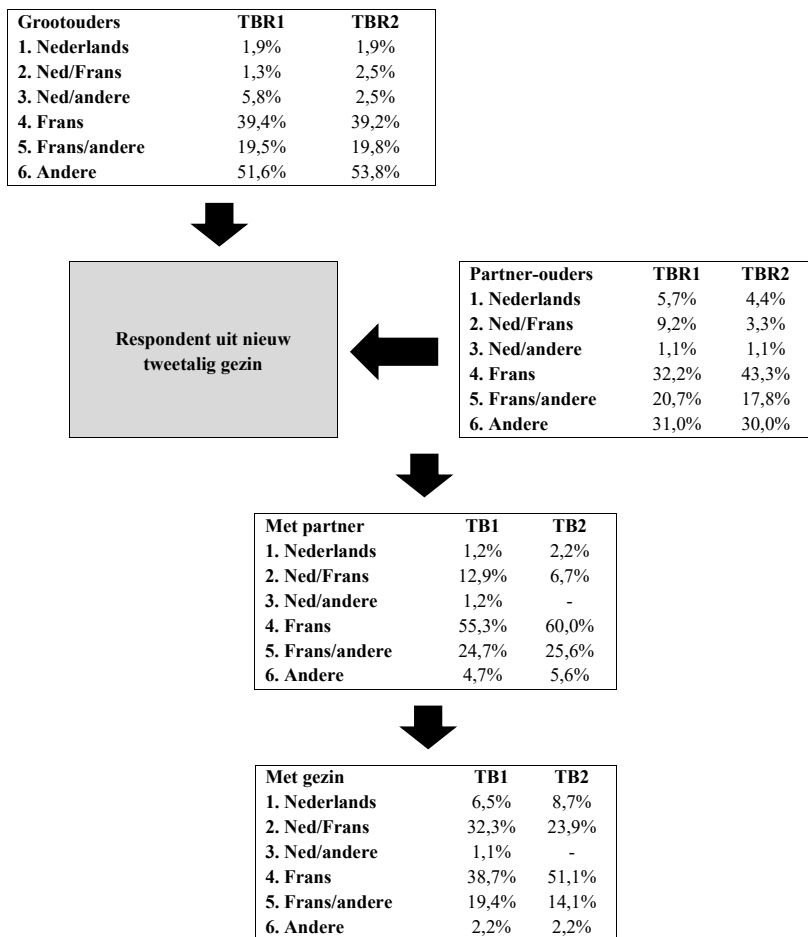 Grootouders TBR1 TBR2
1. Nederlands 1,9% 1,9%
2. Ned/Frans 1,3% 2,5%
3. Ned/andere 5,8% 2,5%
4. Frans 39,4% 39,2%
5. Frans/andere 19,5% 19,8%
6. Andere 51,6% 53,8%
Respondent uit nieuw
tweetalig gezin
Partner-ouders TBR1 TBR2
1. Nederlands 5,7% 4,4%
2. Ned/Frans 9,2% 3,3%
3. Ned/andere 1,1% 1,1%
4. Frans 32,2% 43,3%
5. Frans/andere 20,7% 17,8%
6. Andere 31,0% 30,0%
Met partner TB1 TB2
1. Nederlands 1,2% 2,2%
2. Ned/Frans 12,9% 6,7%
3. Ned/andere 1,2% -
4. Frans 55,3% 60,0%
5. Frans/andere 24,7% 25,6%
6. Andere 4,7% 5,6%
Met gezin TB1 TB2
1. Nederlands 6,5% 8,7%
2. Ned/Frans 32,3% 23,9%
3. Ned/andere 1,1% -
4. Frans 38,7% 51,1%
5. Frans/andere 19,4% 14,1%
6. Andere 2,2% 2,2%